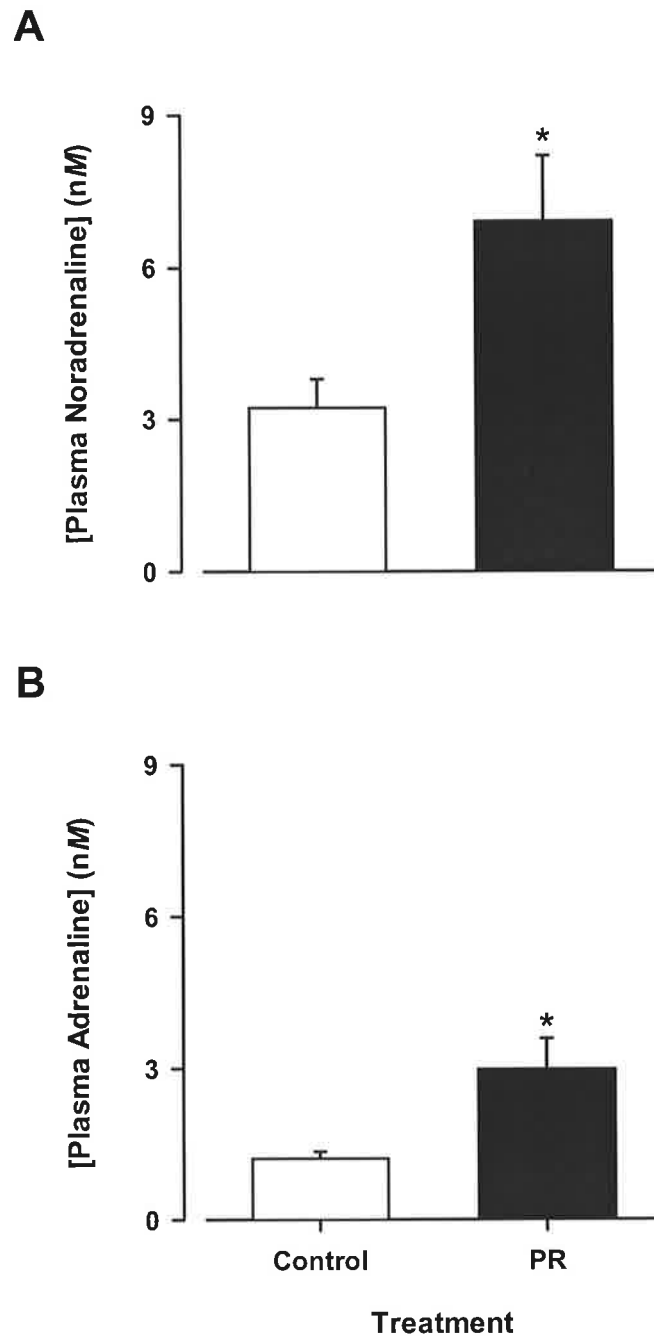 A
[Plasma Noradrenaline] (nM)
9
6
3
0
*
B
[Plasma Adrenaline] (nM)
9
6
3
0
*
Control PR
Treatment